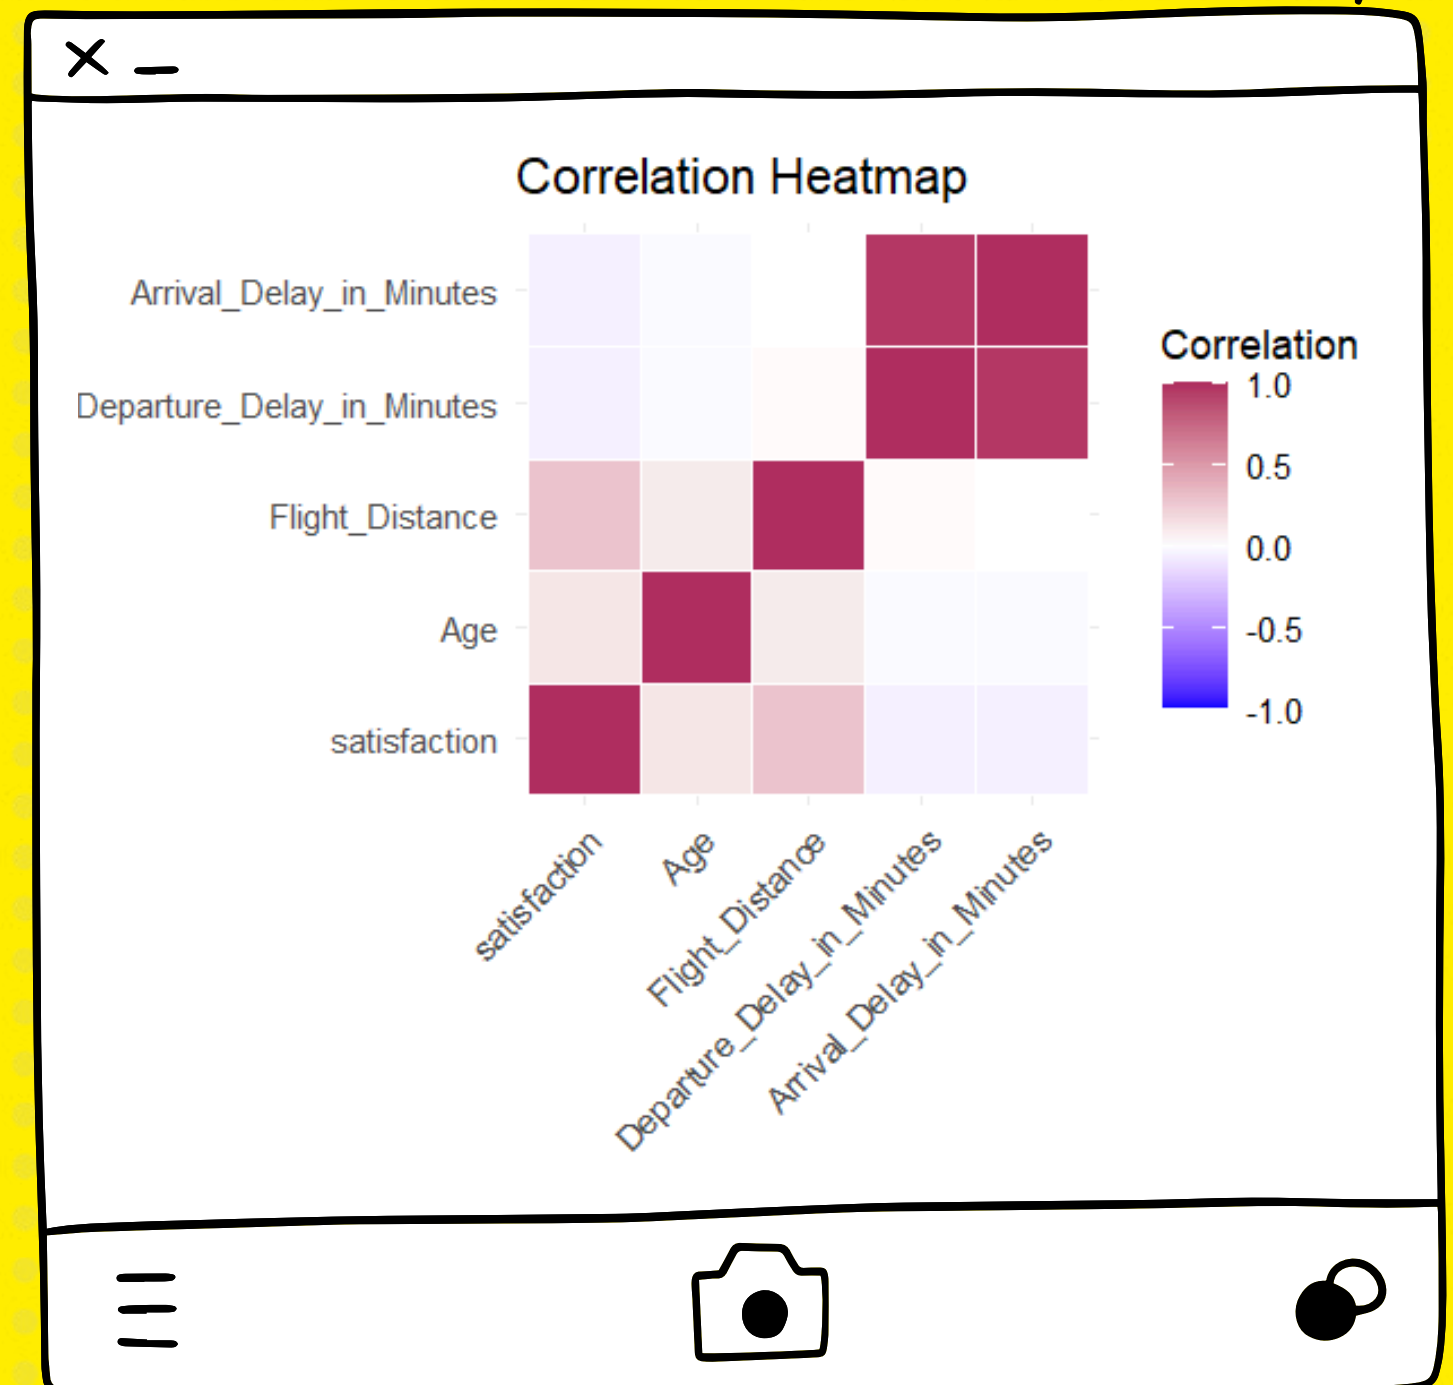 Correlation Heatmap
Arrival_Delay_in_Minutes
Departure_Delay_in_Minutes
Flight_Distance
Age
satisfaction
satisfaction
Age
Flight_Distance
Departure_Delay_in_Minutes
Arrival_Delay_in_Minutes
Correlation
1.0
0.5
0.0
-0.5
-1.0